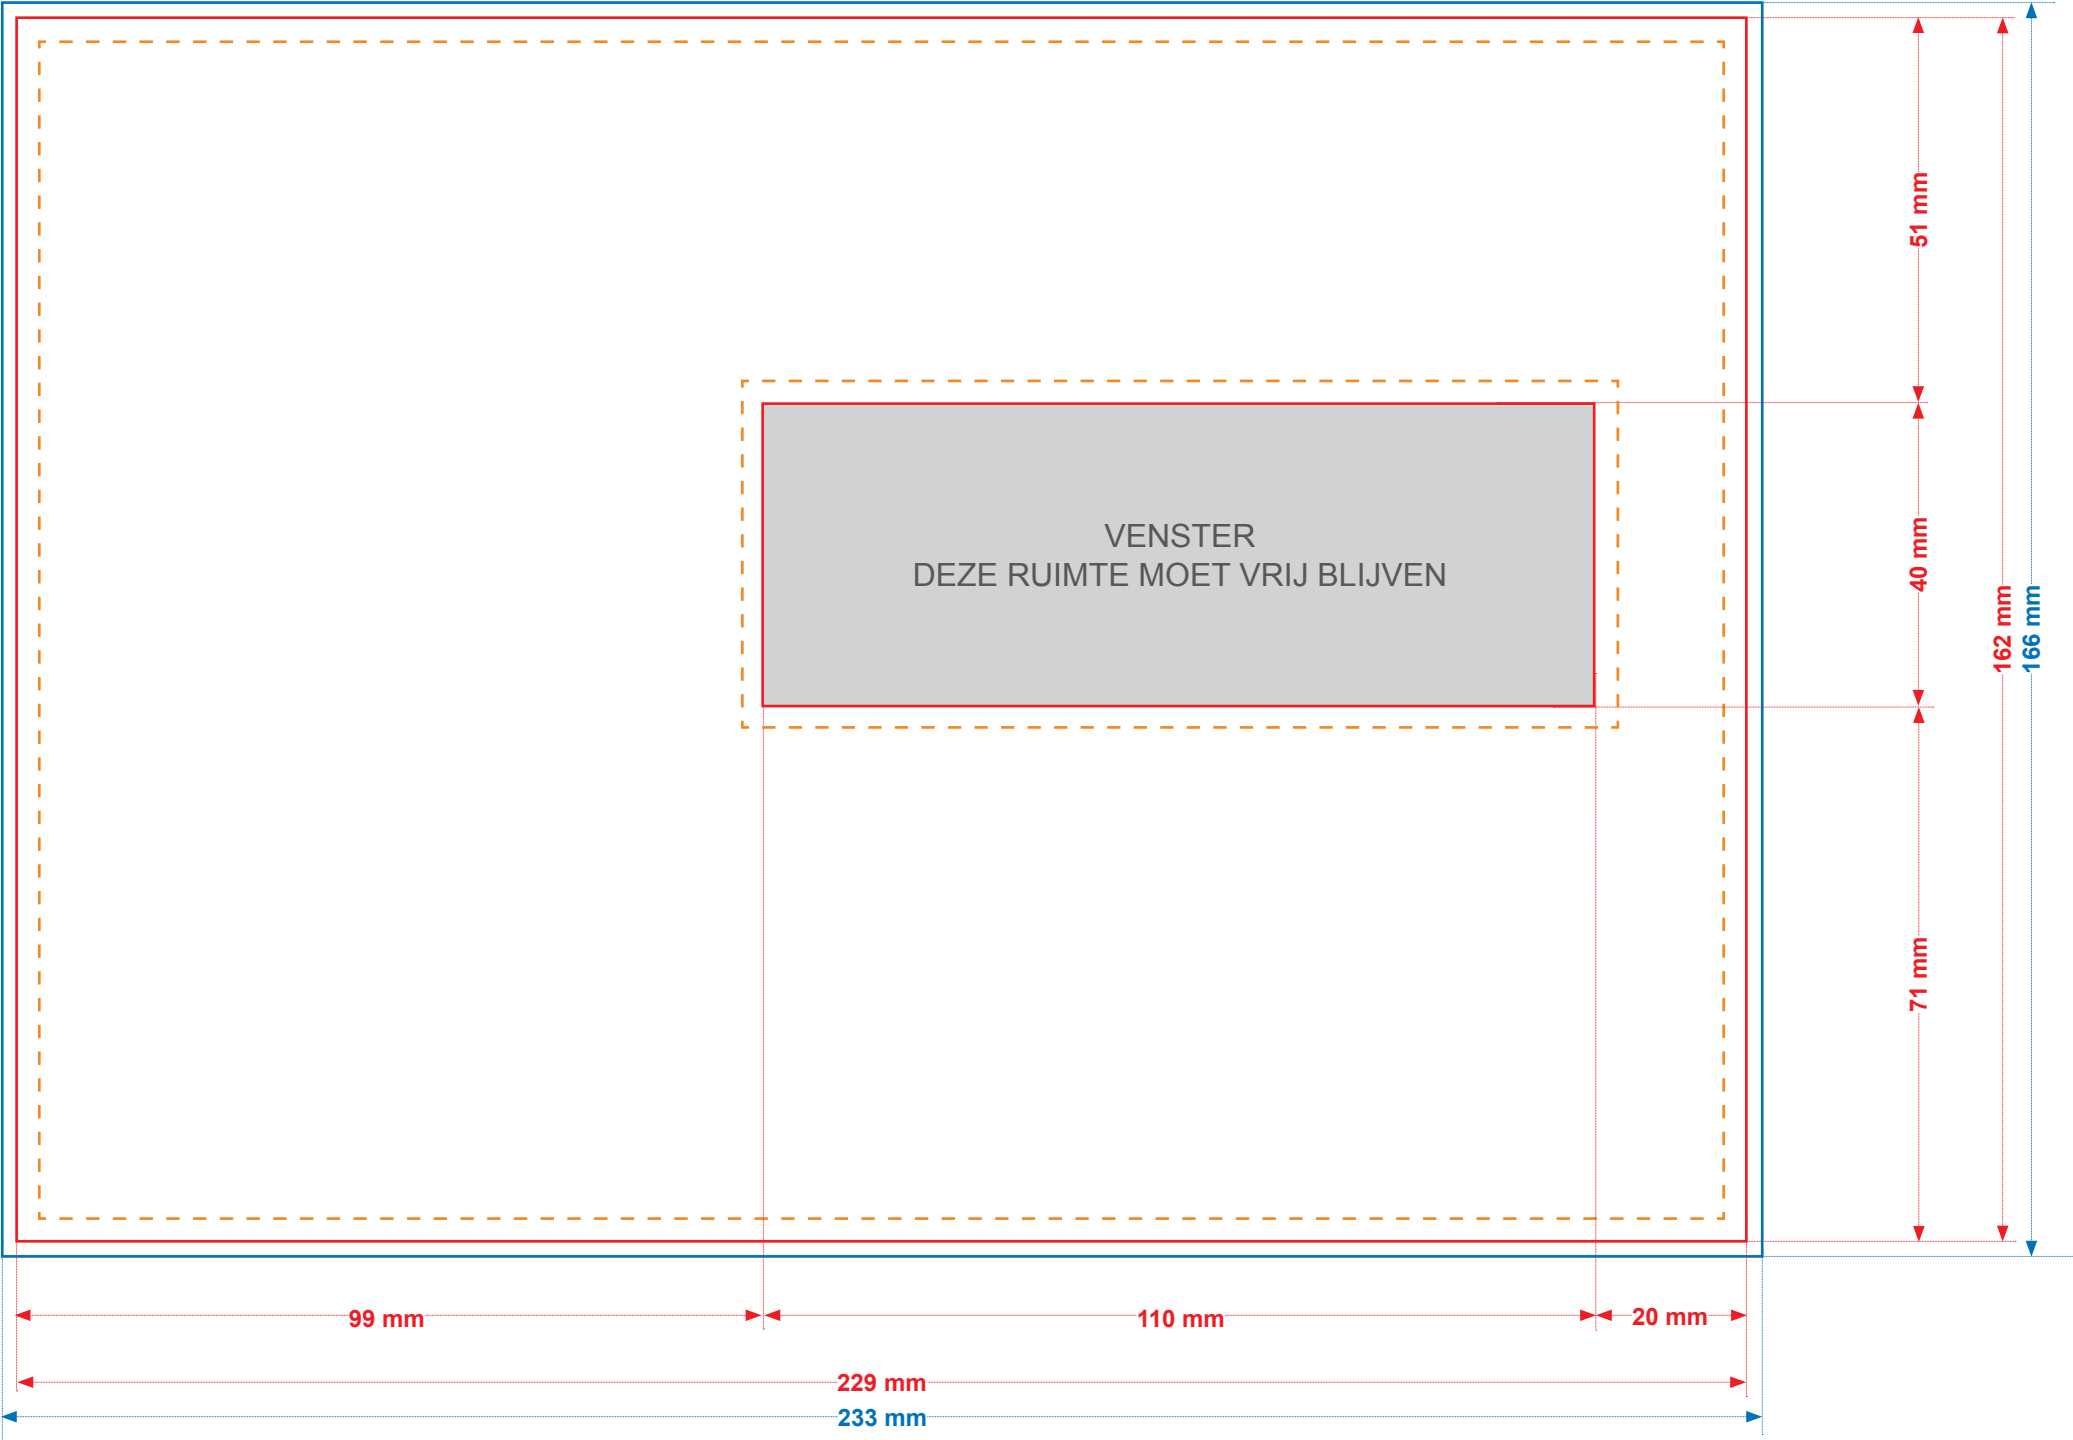 51 mm
VENSTER
DEZE RUIMTE MOET VRIJ BLIJVEN
40 mm
162 mm
166 mm
71 mm
99 mm
110 mm
20 mm
229 mm
233 mm